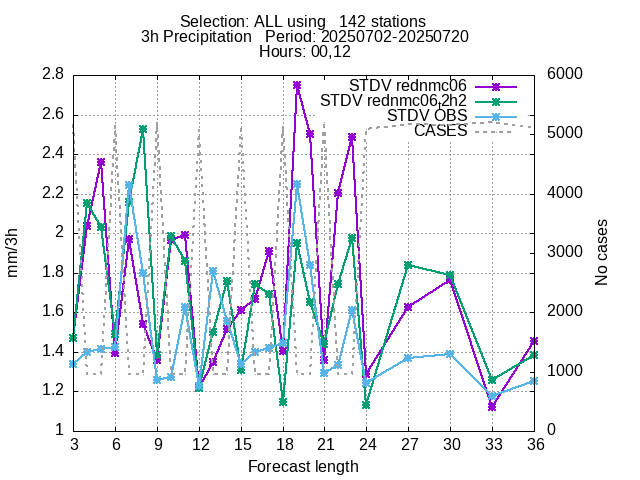 Selection: ALL using   142 stations
3h Precipitation   Period: 20250702-20250720
Hours: 00,12
STDV rednmc06
STDV rednmc06,2h2
STDV OBS
CASES
mm/3h
No cases
2.8
2.6
2.4
2.2
2
1.8
1.6
1.4
1.2
1
6000
5000
4000
3000
2000
1000
0
3 6 9 12 15 18 21 24 27 30 33 36
Forecast length